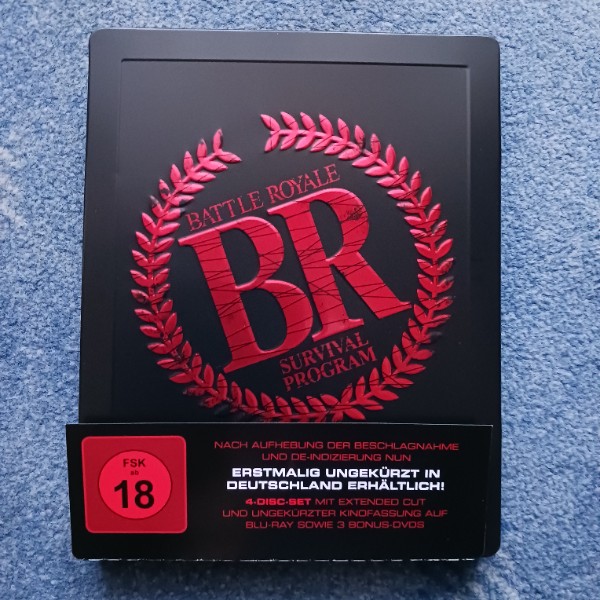 BATTLE ROYALE
BR
SURVIVAL
PROGRAM
FSK
ab
18
NACH AUFHEBUNG DER BESCHLAGNAHME
UND DE-INDIZIERUNG NUN
ERSTMALIG UNGEKÜRZT IN
DEUTSCHLAND ERHÄLTLICH!
4-DISC-SET MIT EXTENDED CUT
UND UNGEKÜRZTER KINOFASSUNG AUF
BLU-RAY SOWIE 3 BONUS-DVDS